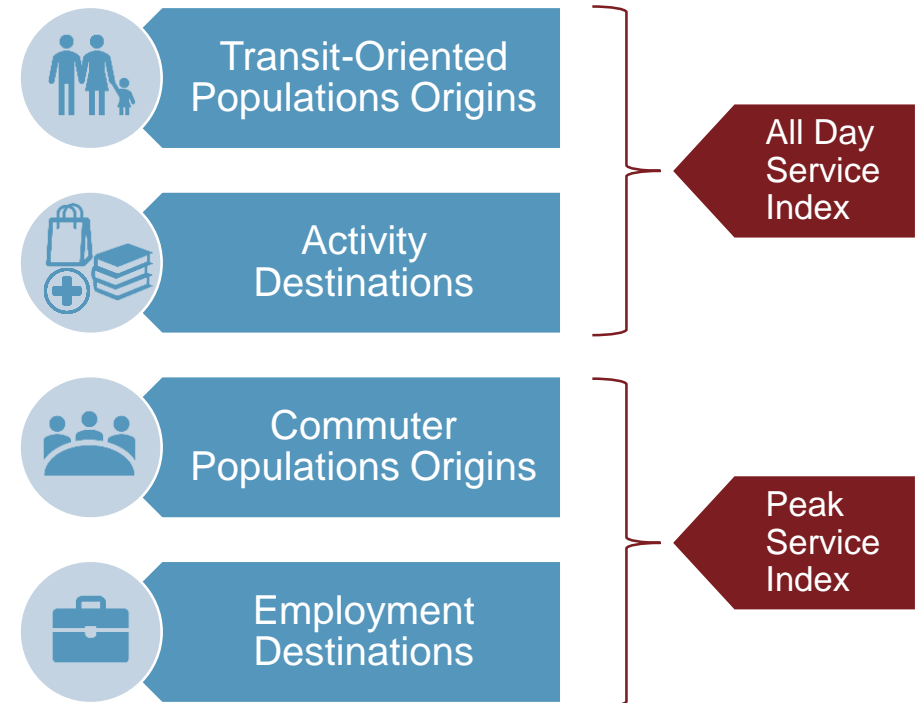 Transit-Oriented
Populations Origins
Activity
Destinations
All Day
Service
Index
Commuter
Populations Origins
Employment
Destinations
Peak
Service
Index